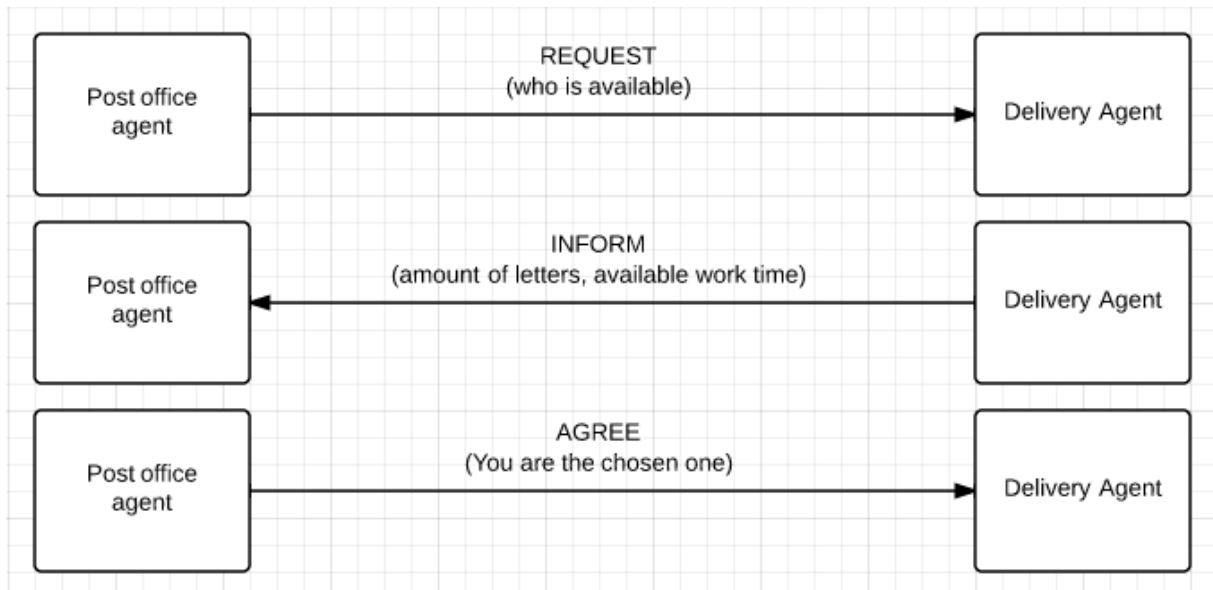 REQUEST
(who is available)
Post office
agent
Delivery Agent
INFORM
(amount of letters, available work time)
Post office
agent
Delivery Agent
AGREE
(You are the chosen one)
Post office
agent
Delivery Agent